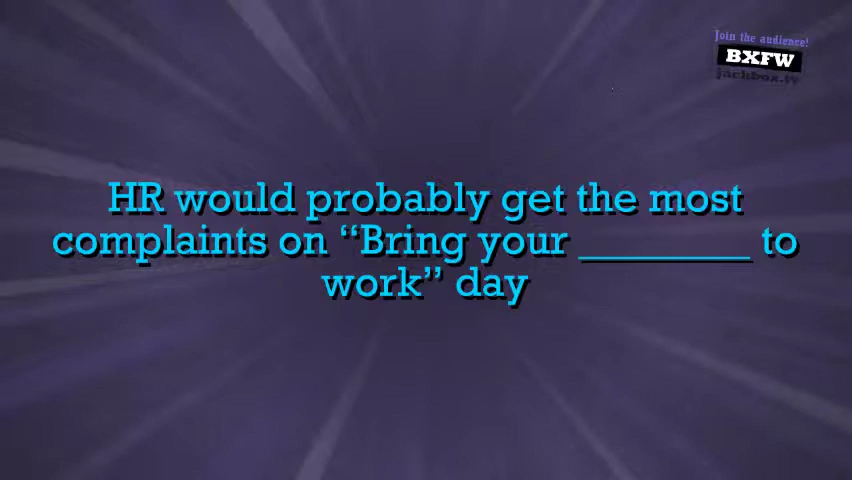 Join the audience!
BXFW
jackbox.tv
HR would probably get the most
complaints on “Bring your ________ to
work” day